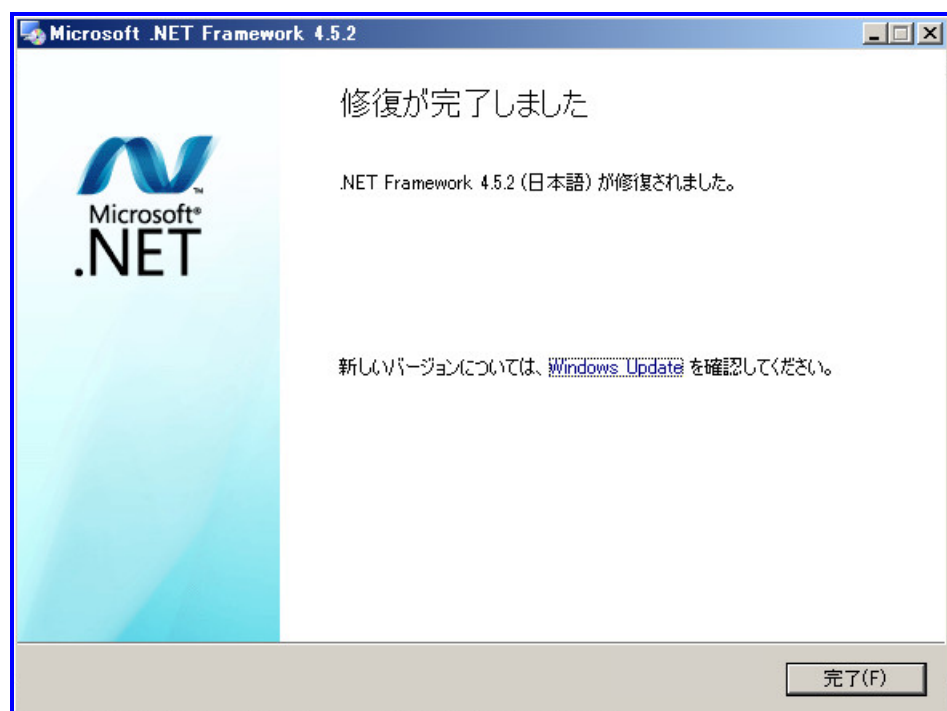 Microsoft .NET Framework 4.5.2
修復が完了しました
.NET Framework 4.5.2 (日本語) が修復されました。
Microsoft®
.NET
TM
新しいバージョンについては、Windows Update を確認してください。
完了(F)